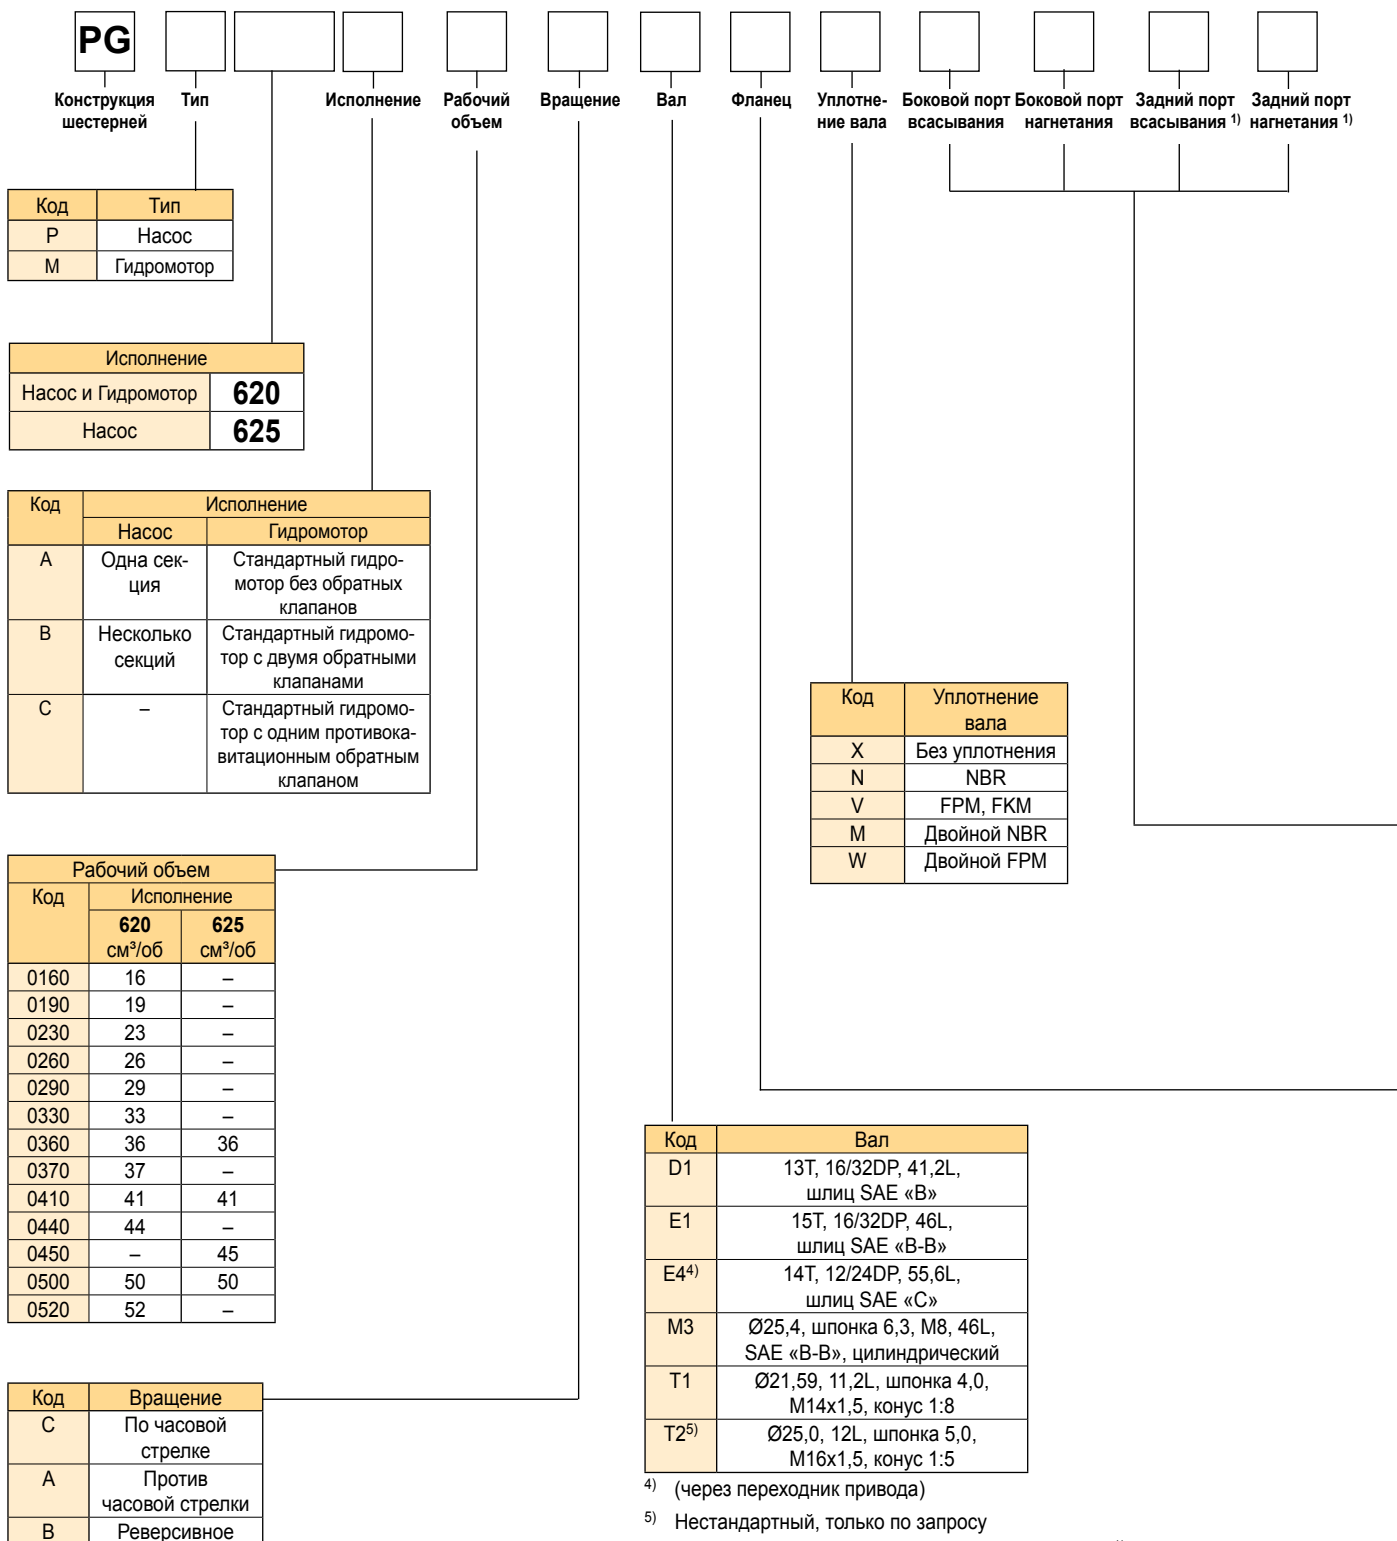 PG
Конструкция шестерней
Тип
Исполнение
Рабочий объем
Вращение
Вал
Фланец
Уплотне-
ние вала
Боковой порт всасывания
Боковой порт нагнетания
Задний порт всасывания 1)
Задний порт нагнетания 1)
Код Тип
P Насос
M Гидромотор
Исполнение
Насос и Гидромотор 620
Насос 625
Код Исполнение
Насос Гидромотор
A Одна сек- Стандартный гидро-
ция мотор без обратных
клапанов
B Несколько Стандартный гидромо-
секций тор с двумя обратными
клапанами
C – Стандартный гидромо-
тор с одним противока-
витационным обратным
клапаном
Код Уплотнение
вала
X Без уплотнения
N NBR
V FPM, FKM
M Двойной NBR
W Двойной FPM
Рабочий объем
Код Исполнение
620 625
см³/об см³/об
0160 16 –
0190 19 –
0230 23 –
0260 26 –
0290 29 –
0330 33 –
0360 36 36
0370 37 –
0410 41 41
0440 44 –
0450 – 45
0500 50 50
0520 52 –
Код Вал
D1 13T, 16/32DP, 41,2L,
шлиц SAE «B»
E1 15T, 16/32DP, 46L,
шлиц SAE «B-B»
E4 4) 14T, 12/24DP, 55,6L,
шлиц SAE «C»
M3 Ø25,4, шпонка 6,3, M8, 46L,
SAE «B-B», цилиндрический
T1 Ø21,59, 11,2L, шпонка 4,0,
M14x1,5, конус 1:8
T2 5) Ø25,0, 12L, шпонка 5,0,
M16x1,5, конус 1:5
4) (через переходник привода)
5) Нестандартный, только по запросу
Код Вращение
C По часовой
стрелке
A Против
часовой стрелки
B Реверсивное